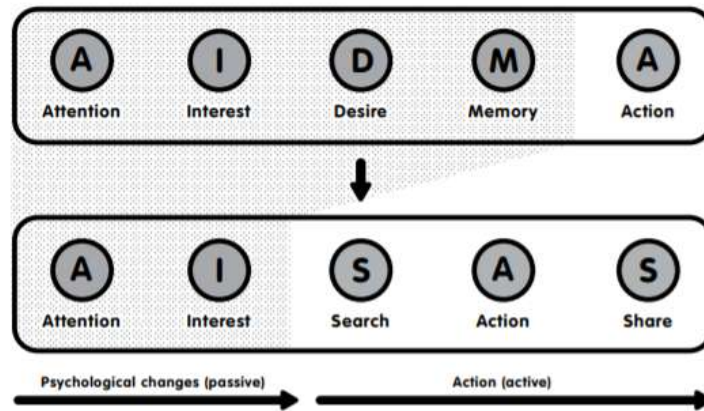 A I D M A
Attention Interest Desire Memory Action
A I S A S
Attention Interest Search Action Share
Psychological changes (passive) Action (active)